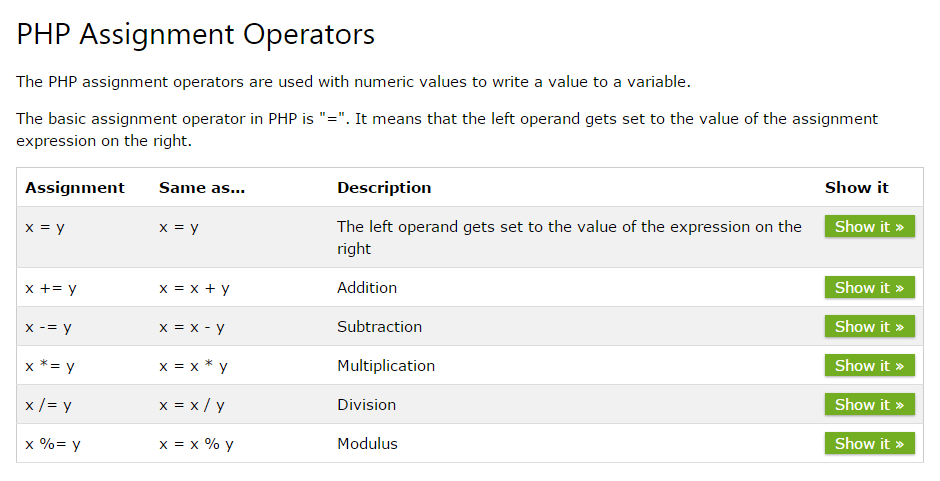 PHP Assignment Operators
The PHP assignment operators are used with numeric values to write a value to a variable.
The basic assignment operator in PHP is "=". It means that the left operand gets set to the value of the assignment
expression on the right.
Assignment Same as... Description Show it
x = y x = y The left operand gets set to the value of the expression on the Show it »
right
x += y x = x + y Addition Show it »
x -= y x = x - y Subtraction Show it »
x *= y x = x * y Multiplication Show it »
x /= y x = x / y Division Show it »
x %= y x = x % y Modulus Show it »